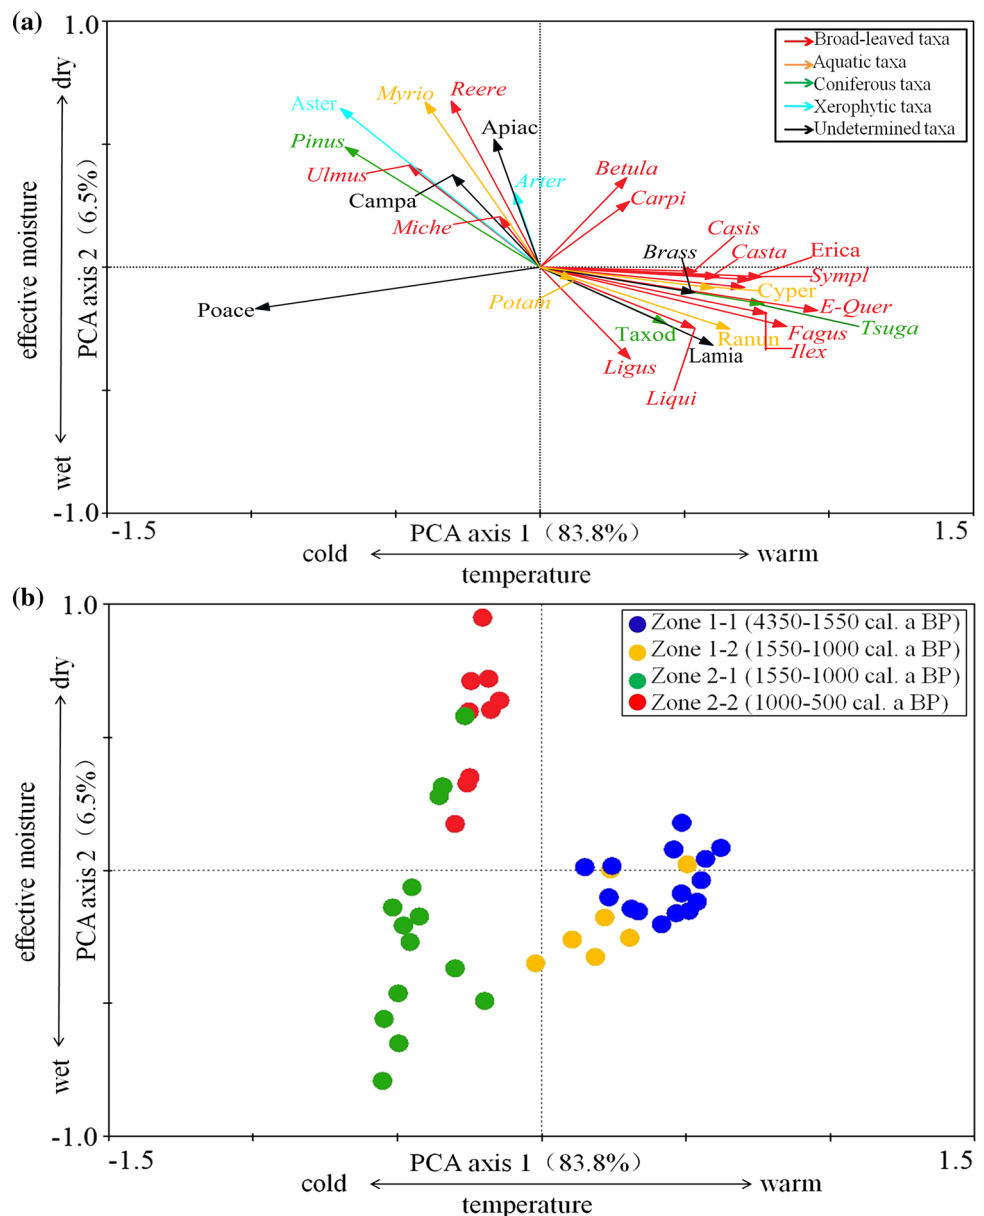 (a)
1.0
dry
effective moisture
wet
PCA axis 2 (6.5%)
Broad-leaved taxa
Aquatic taxa
Coniferous taxa
Xerophytic taxa
Undetermined taxa
Aster
Myrio
Reere
Apiac
Pinus
Ulmus
Campa
Arter
Miche
Betula
Carpi
Casis
Brass
Casta
Erica
Sympl
Cyper
E-Quer
Poace
Potam
Taxod
Ranun
Fagus
Tsuga
Lamia
Ilex
Ligus
Liqui
-1.0
-1.5
PCA axis 1 (83.8%)
1.5
cold
warm
temperature
(b)
1.0
dry
effective moisture
wet
PCA axis 2 (6.5%)
Zone 1-1 (4350-1550 cal. a BP)
Zone 1-2 (1550-1000 cal. a BP)
Zone 2-1 (1550-1000 cal. a BP)
Zone 2-2 (1000-500 cal. a BP)
-1.0
-1.5
PCA axis 1 (83.8%)
1.5
cold
warm
temperature